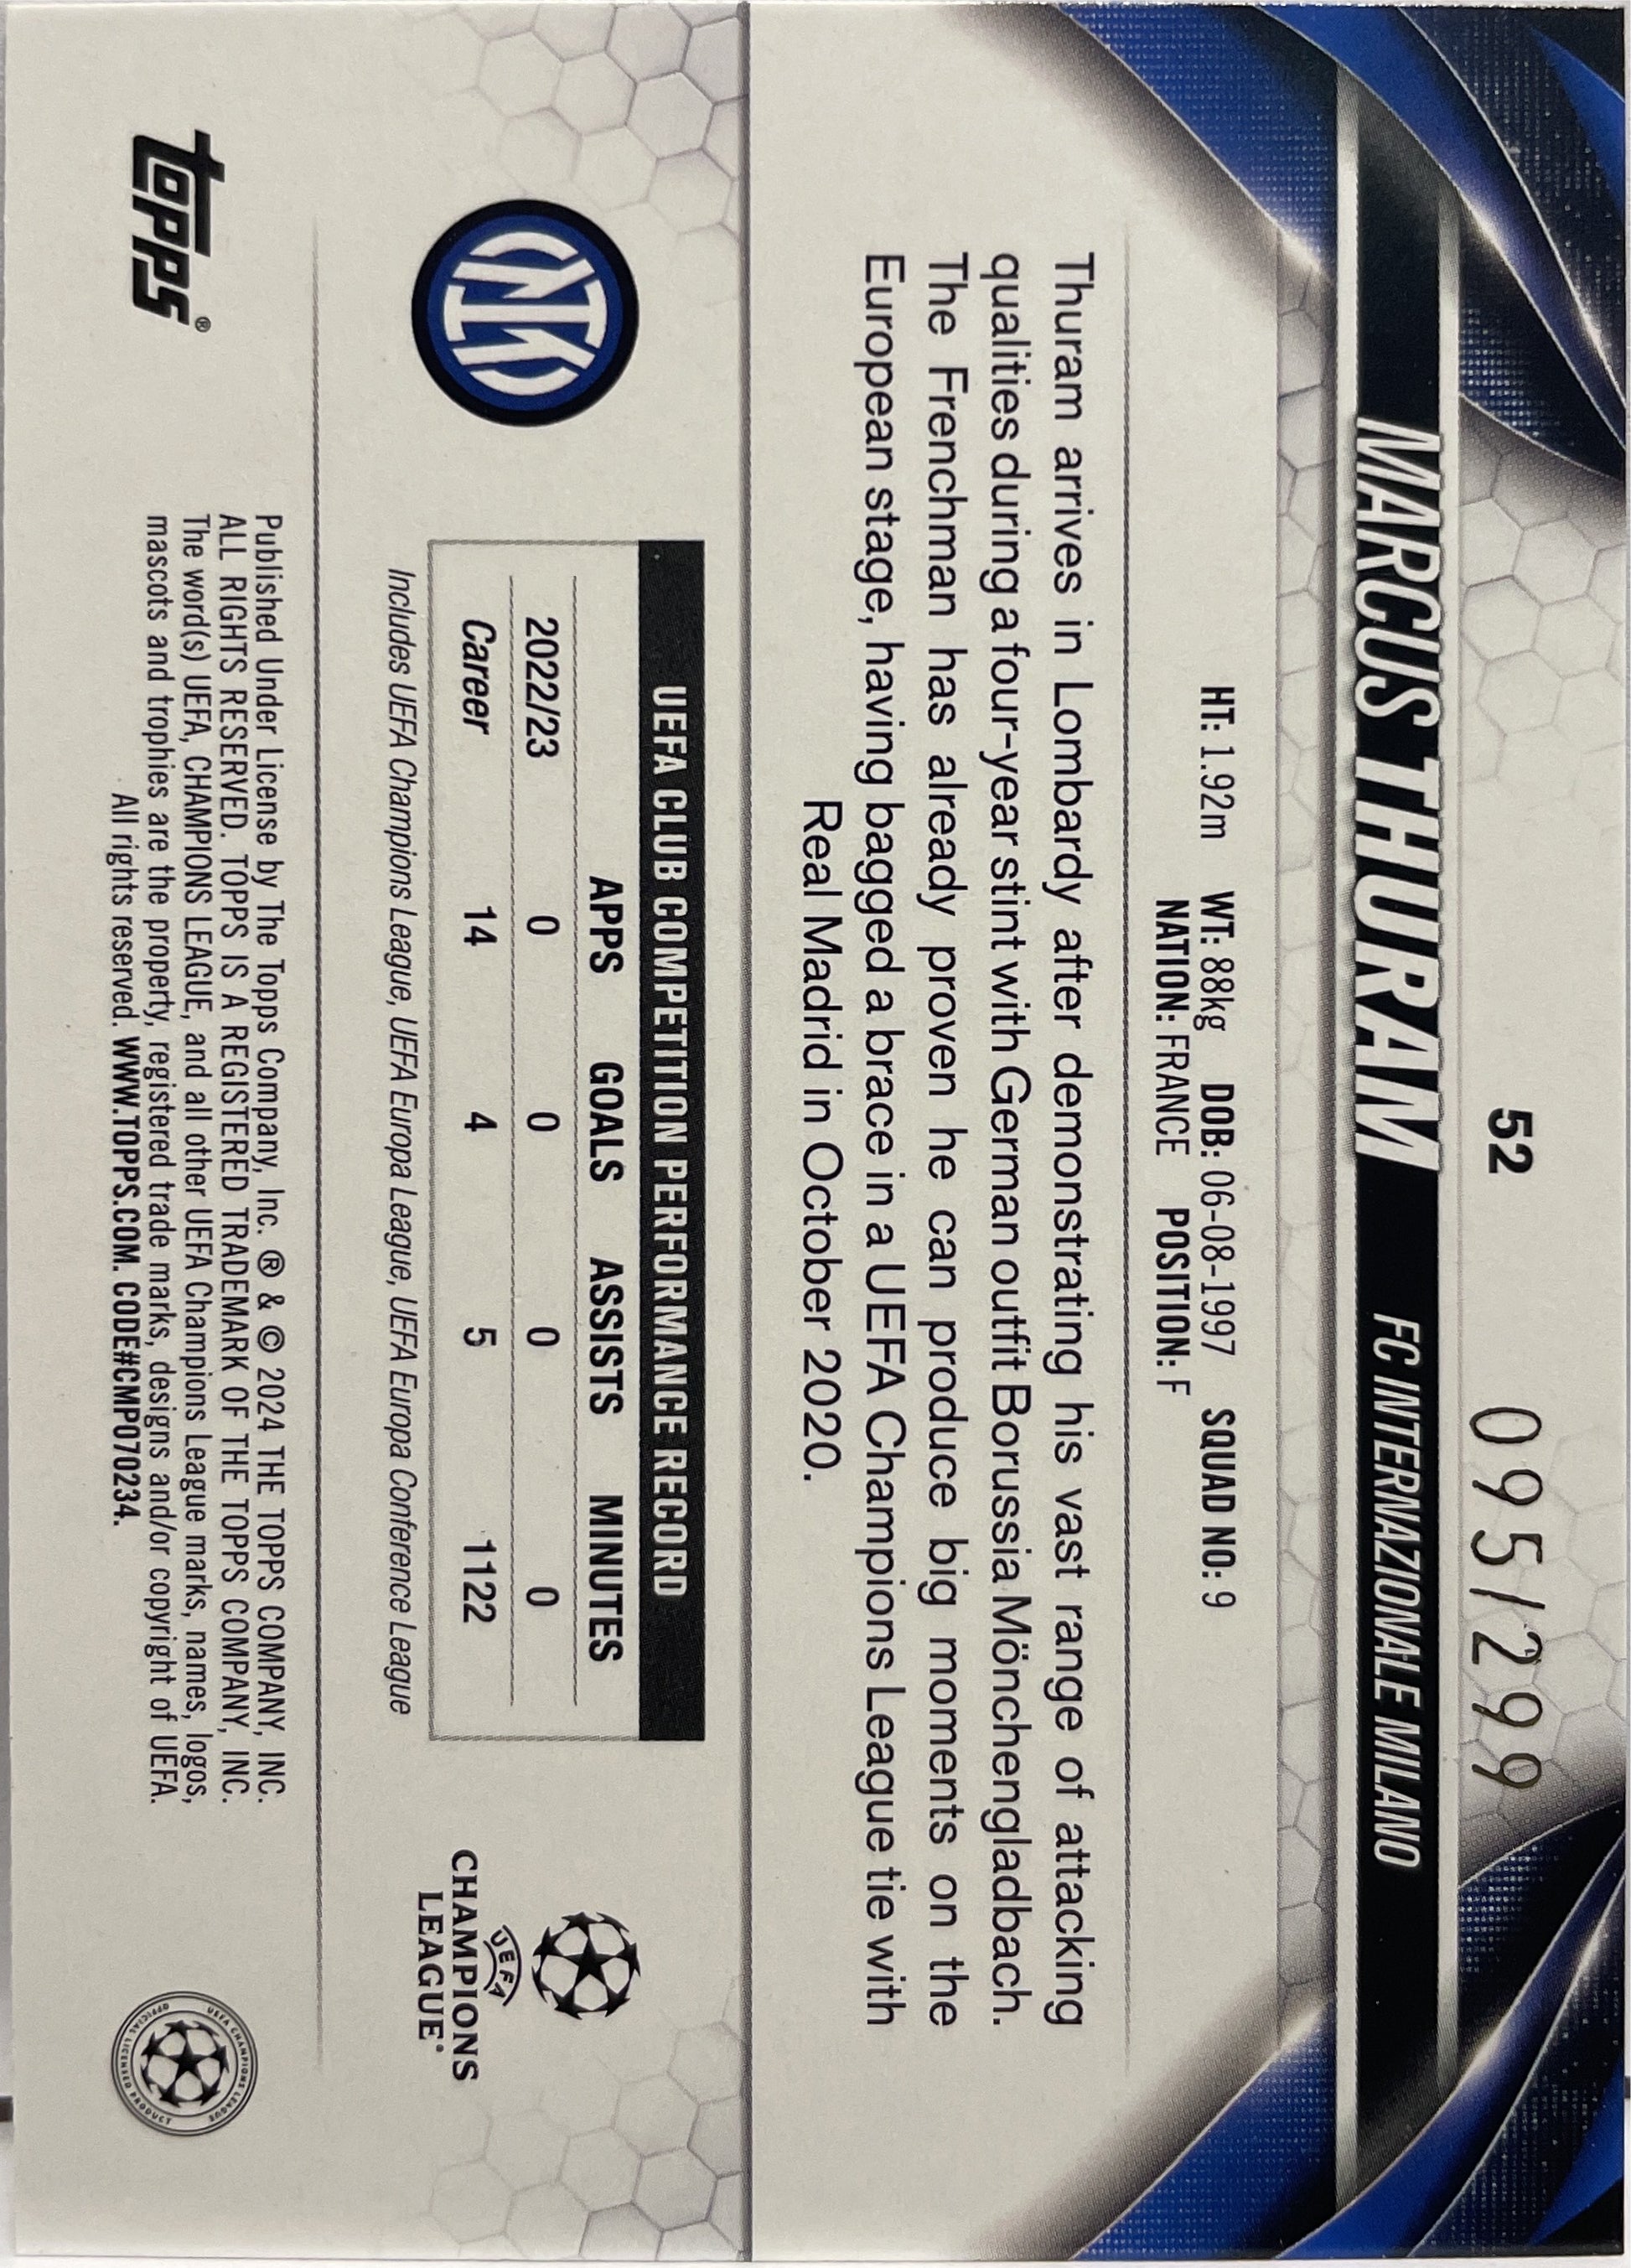 52
095/299
MARCUS THURAM FC INTERNAZIONALE MILANO
HT: 1.92m WT: 88kg DOB: 06-08-1997 SQUAD NO: 9
NATION: FRANCE POSITION: F
Thuram arrives in Lombardy after demonstrating his vast range of attacking
qualities during a four-year stint with German outfit Borussia Mönchengladbach.
The Frenchman has already proven he can produce big moments on the
European stage, having bagged a brace in a UEFA Champions League tie with
Real Madrid in October 2020.
UEFA CLUB COMPETITION PERFORMANCE RECORD
APPS GOALS ASSISTS MINUTES
2022/23 0 0 0 0
Career 14 4 5 1122
Includes UEFA Champions League, UEFA Europa League, UEFA Europa Conference League
UEFA
CHAMPIONS
LEAGUE®
topps®
Published Under License by The Topps Company, Inc. ® & © 2024 THE TOPPS COMPANY, INC.
ALL RIGHTS RESERVED. TOPPS IS A REGISTERED TRADEMARK OF THE TOPPS COMPANY, INC.
The word(s) UEFA, CHAMPIONS LEAGUE, and all other UEFA Champions League marks, names, logos,
mascots and trophies are the property, registered trade marks, designs and/or copyright of UEFA.
All rights reserved. WWW.TOPPS.COM. CODE#CMP070234.
UEFA CHAMPIONS LEAGUE
OFFICIAL LICENSED PRODUCT